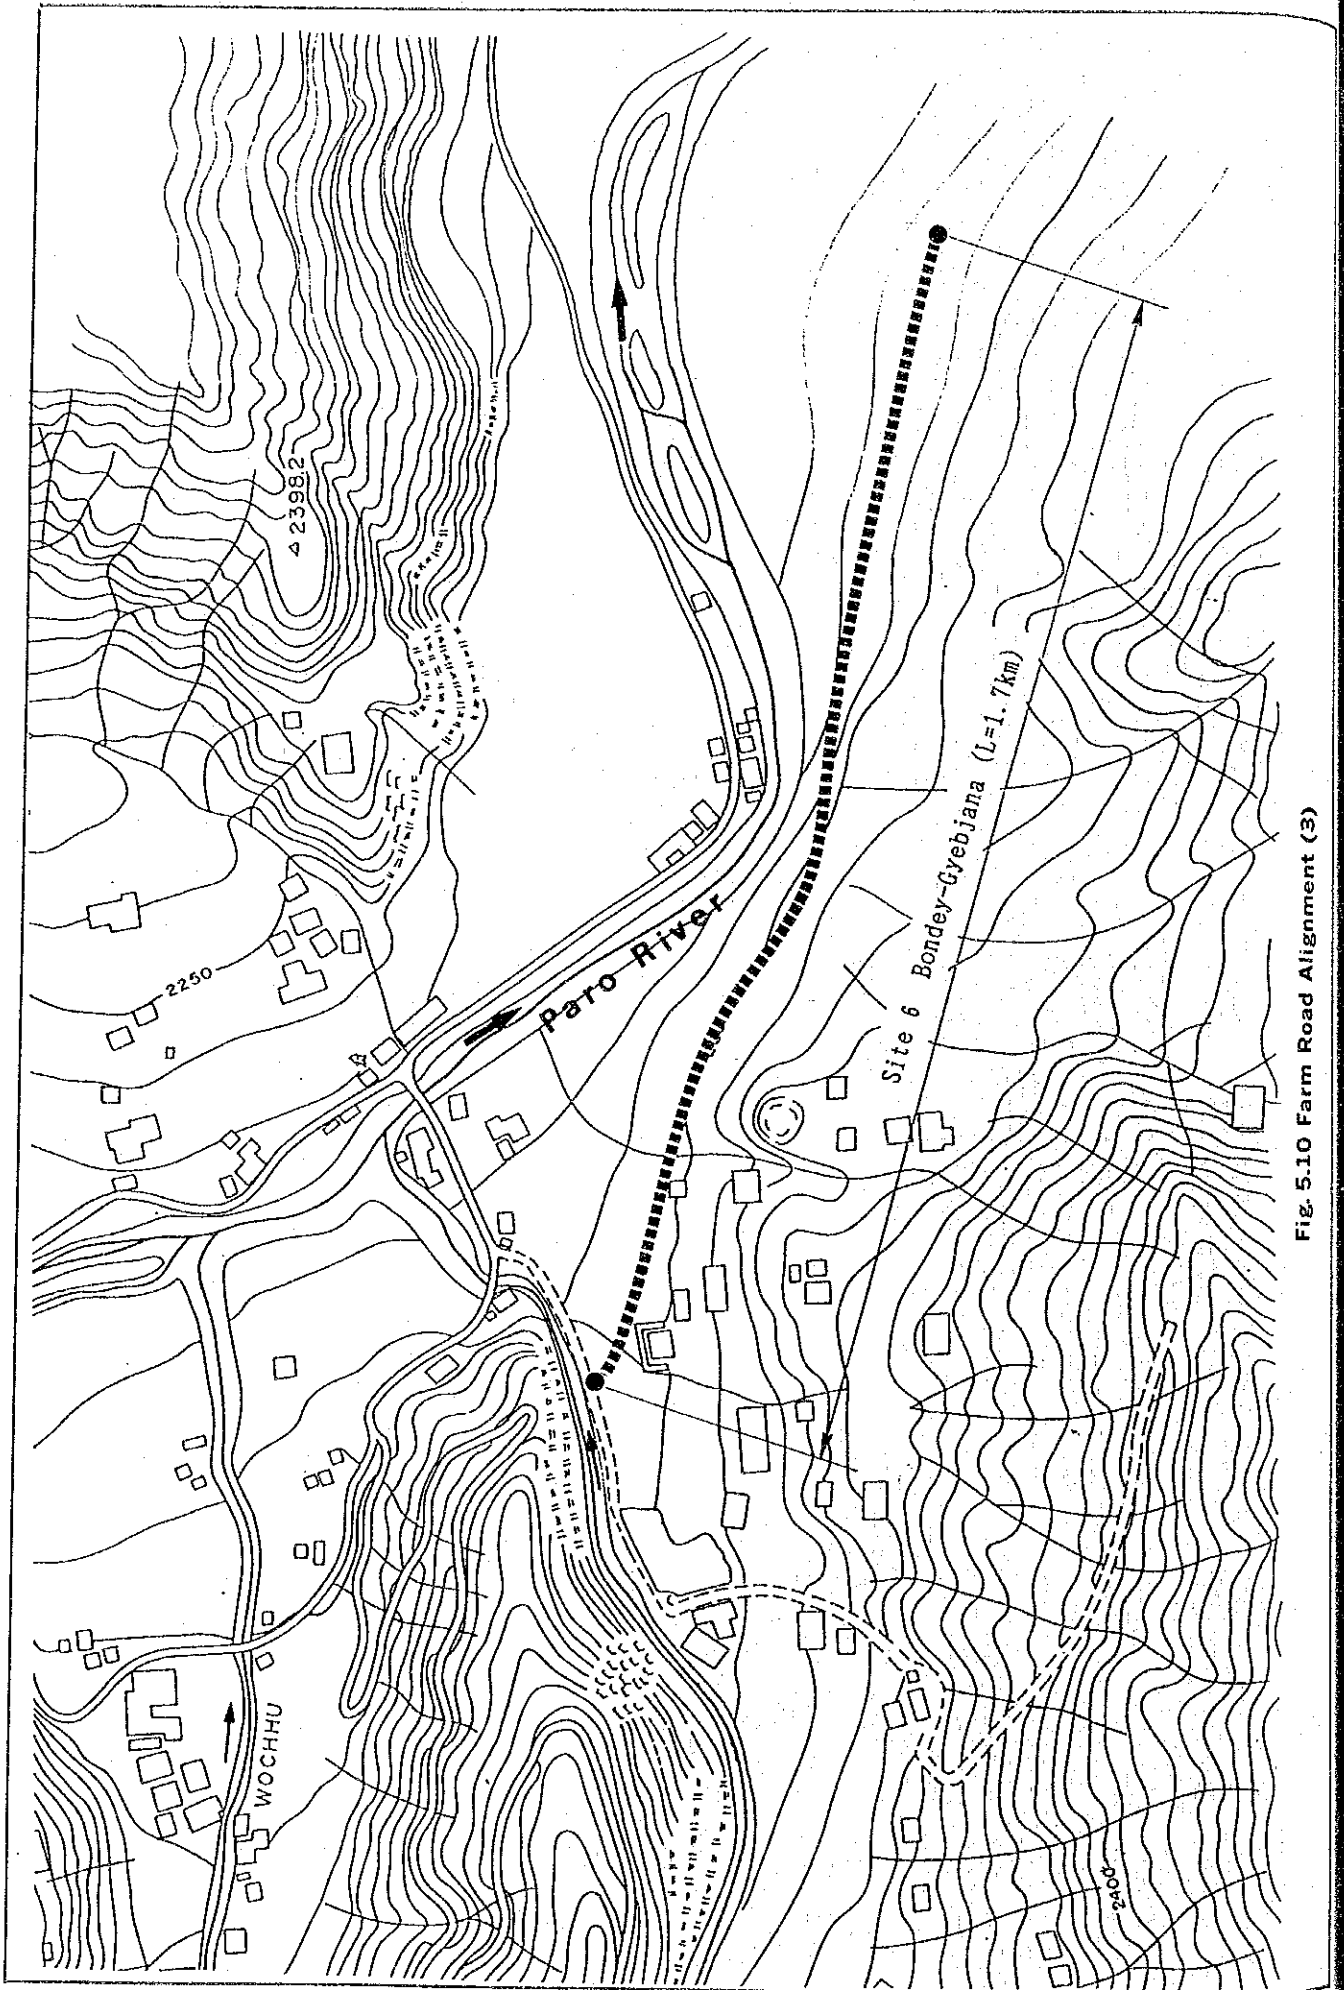 △ 2398.2
2250
Paro River
Site 6 Bondey-Gyebjana (L=1.7km)
WOCHHU
2400
Fig. 5.10 Farm Road Alignment (3)